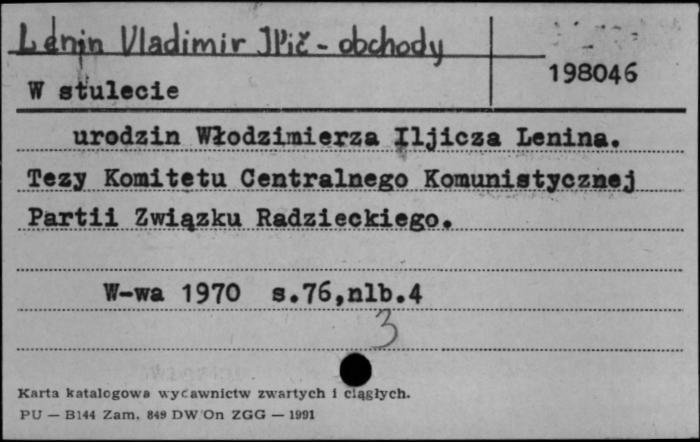 Lenin Vladimir Il'ič - obchody
198046
W stulecie
urodzin Włodzimierza Iljicza Lenina.
Tezy Komitetu Centralnego Komunistycznej
Partii Związku Radzieckiego.
W-wa 1970 s.76,nlb.4
3
Karta katalogowa wydawnictw zwartych i ciągłych.
PU — B144 Zam. 849 DW On ZGG — 1991